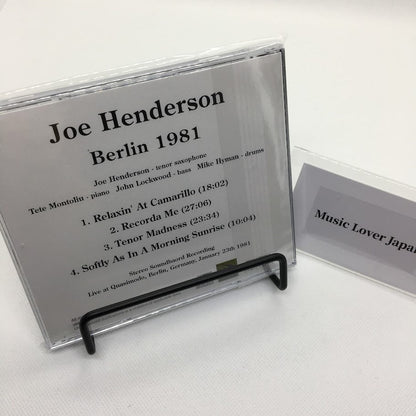 Joe Henderson
Berlin 1981
Joe Henderson - tenor saxophone
Tete Montoliu - piano John Lockwood - bass Mike Hyman - drums
1. Relaxin' At Camarillo (18:02)
2. Recorda Me (27:06)
3. Tenor Madness (23:34)
4. Softly As In A Morning Sunrise (10:04)
Stereo Soundboard Recording
Live at Quasimodo, Berlin, Germany, January 23th, 1981
Music Lover Japan